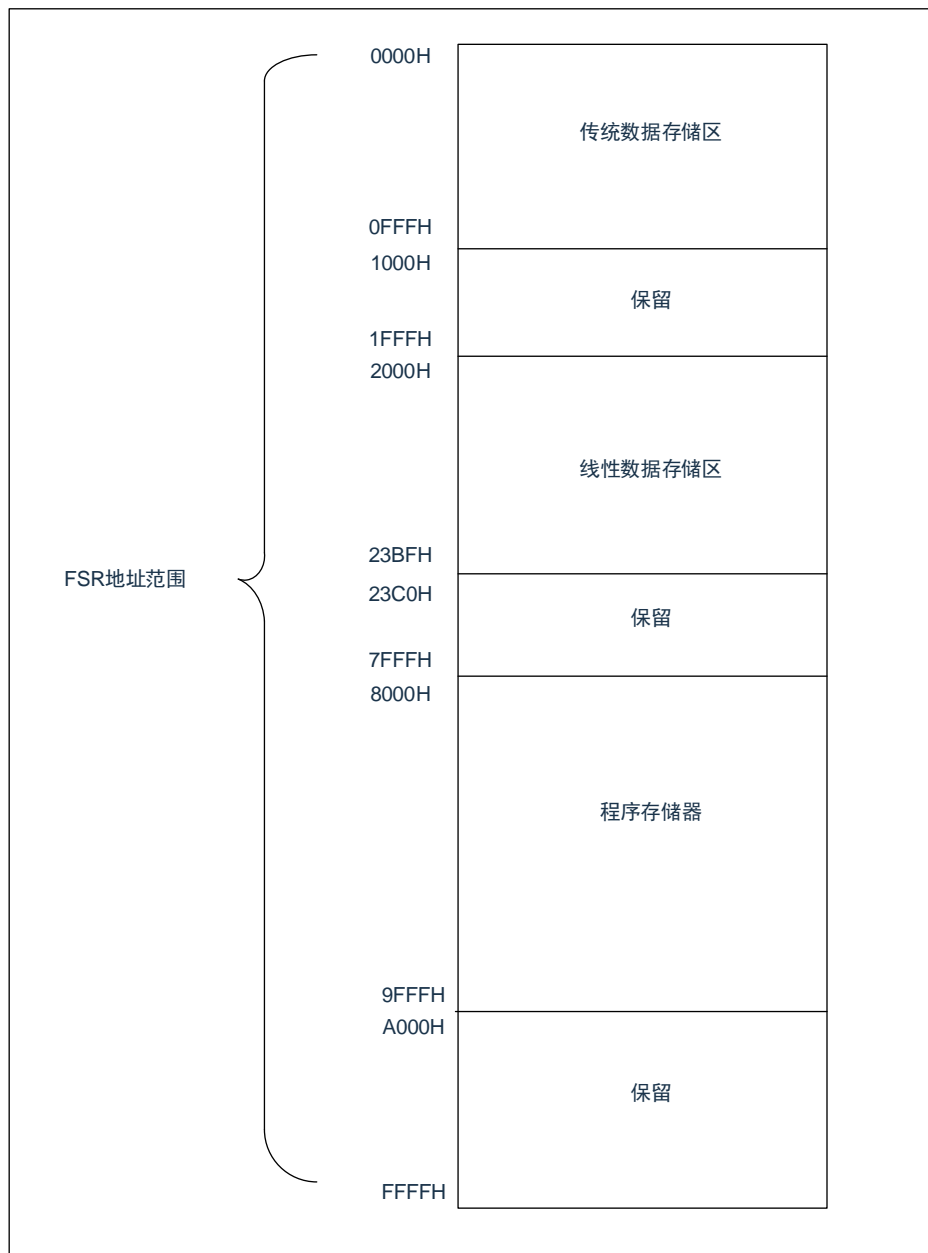 0000H
传统数据存储区
0FFFH
1000H
保留
1FFFH
2000H
线性数据存储区
23BFH
FSR地址范围
23C0H
保留
7FFFH
8000H
程序存储器
9FFFH
A000H
保留
FFFFH